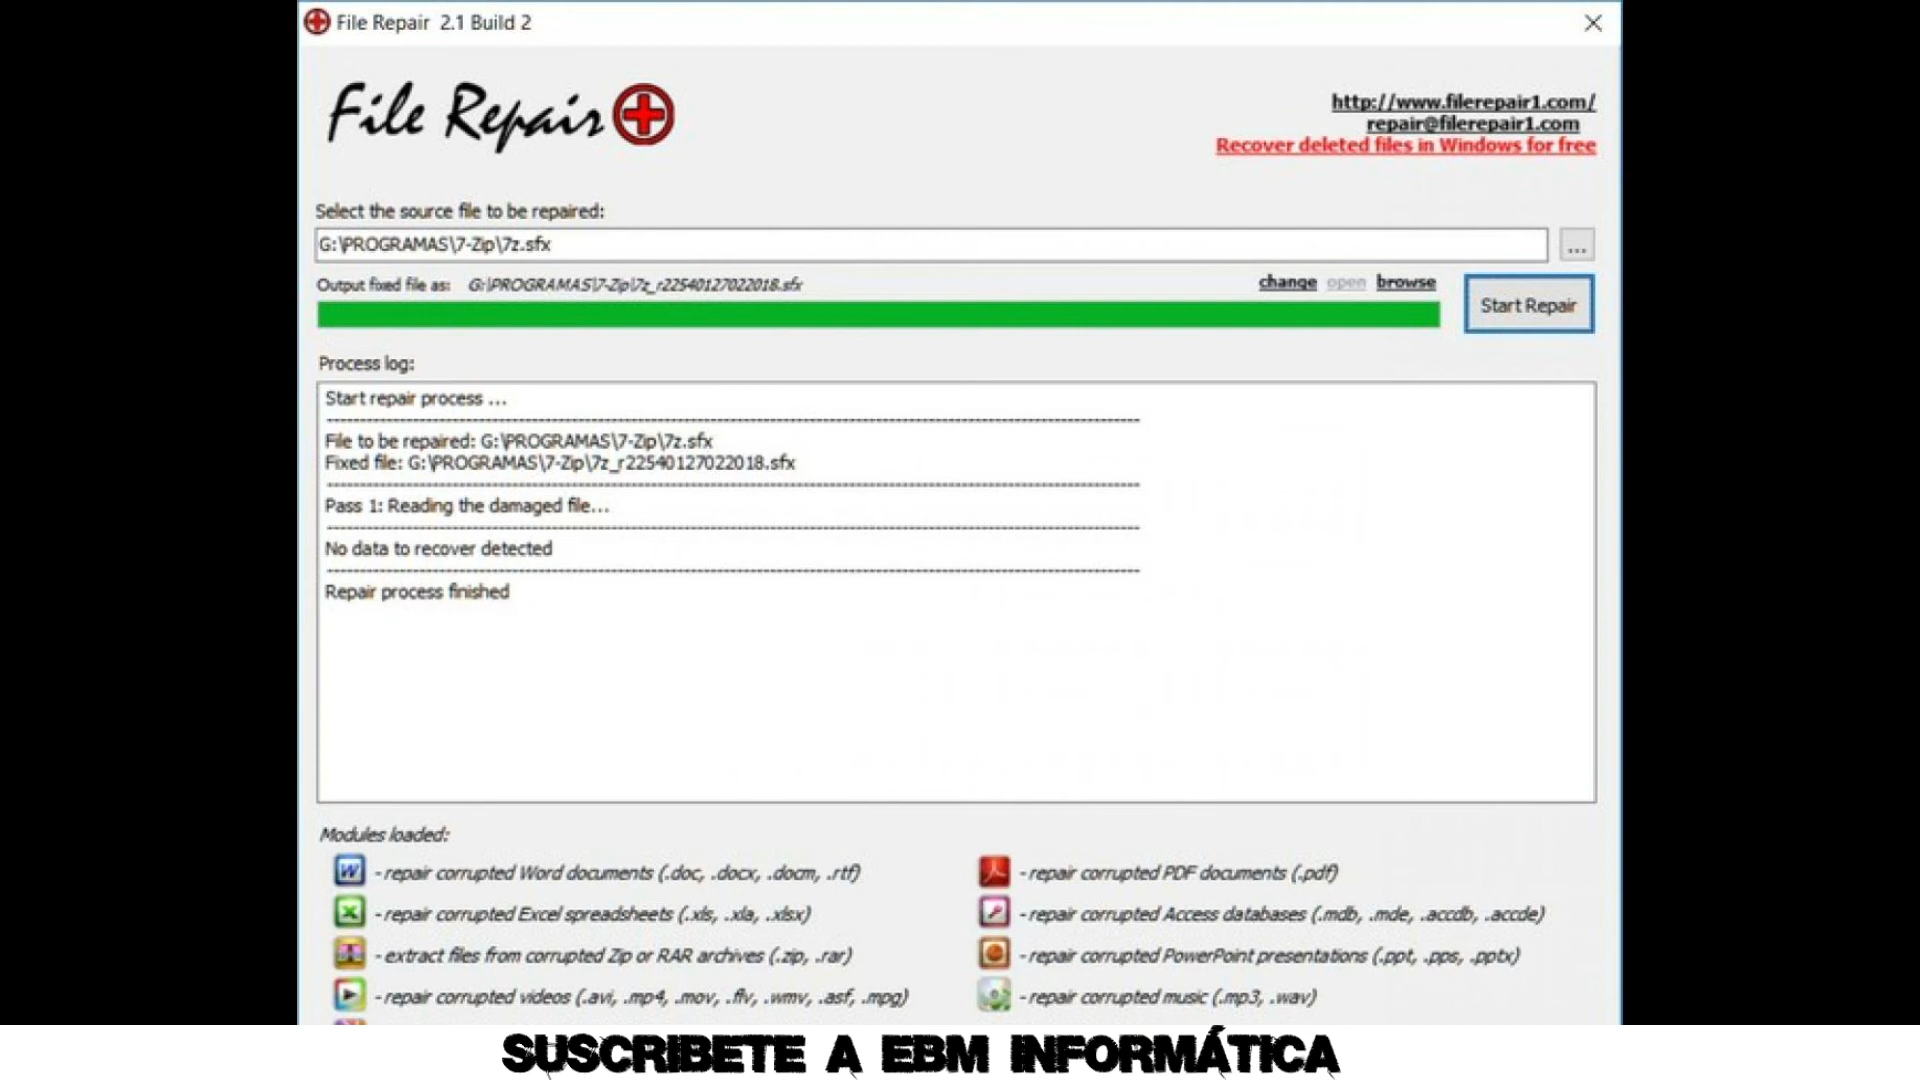 File Repair 2.1 Build 2
File Repair
http://www.filerepair1.com/
repair@filerepair1.com
Recover deleted files in Windows for free
Select the source file to be repaired:
G:\PROGRAMAS\7-Zip\7z.sfx
...
Output fixed file as: G:\PROGRAMAS\7-Zip\7z_r22540127022018.sfx
change open browse
Start Repair
Process log:
Start repair process ...
File to be repaired: G:\PROGRAMAS\7-Zip\7z.sfx
Fixed file: G:\PROGRAMAS\7-Zip\7z_r22540127022018.sfx
Pass 1: Reading the damaged file...
No data to recover detected
Repair process finished
Modules loaded:
- repair corrupted Word documents (.doc, .docx, .docm, .rtf)
- repair corrupted PDF documents (.pdf)
- repair corrupted Excel spreadsheets (.xls, .xla, .xlsx)
- repair corrupted Access databases (.mdb, .mde, .accdb, .accde)
- extract files from corrupted Zip or RAR archives (.zip, .rar)
- repair corrupted PowerPoint presentations (.ppt, .pps, .pptx)
- repair corrupted videos (.avi, .mp4, .mov, .flv, .wmv, .asf, .mpg)
- repair corrupted music (.mp3, .wav)
SUSCRIBETE A EBM INFORMÁTICA